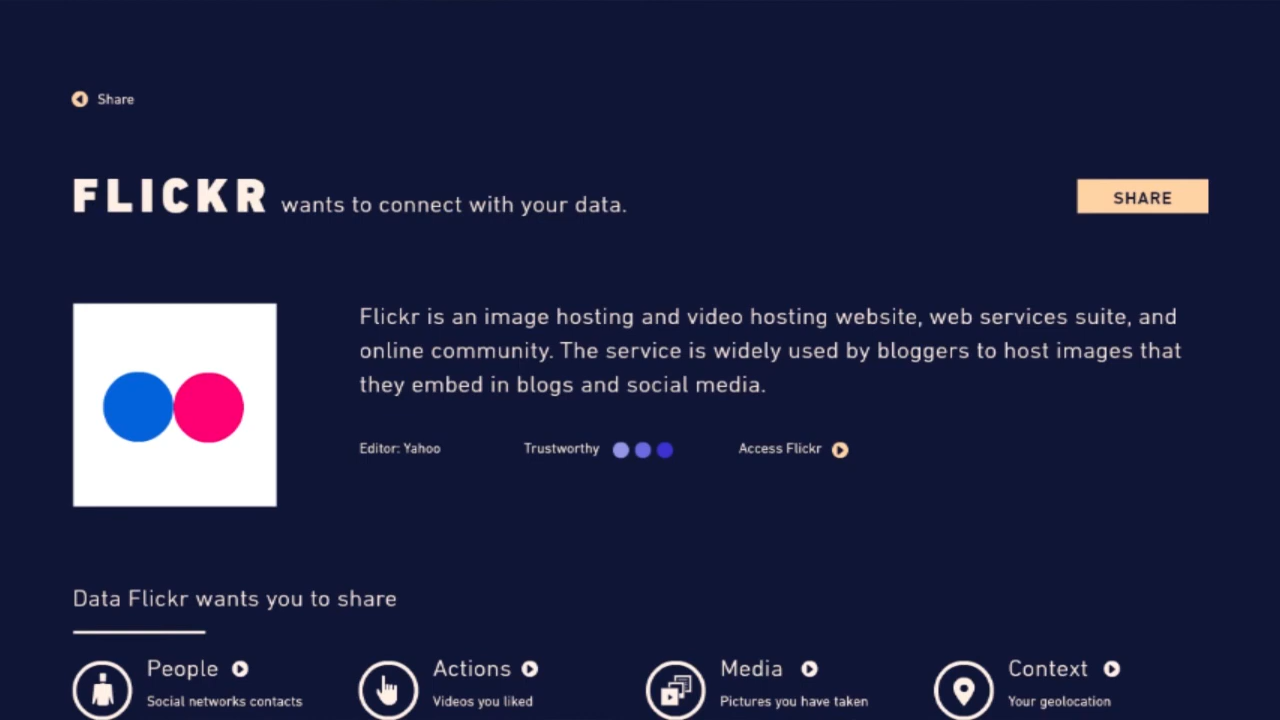 Share
FLICKR wants to connect with your data.
SHARE
Flickr is an image hosting and video hosting website, web services suite, and
online community. The service is widely used by bloggers to host images that
they embed in blogs and social media.
Editor: Yahoo
Trustworthy
Access Flickr
Data Flickr wants you to share
People
Social networks contacts
Actions
Videos you liked
Media
Pictures you have taken
Context
Your geolocation